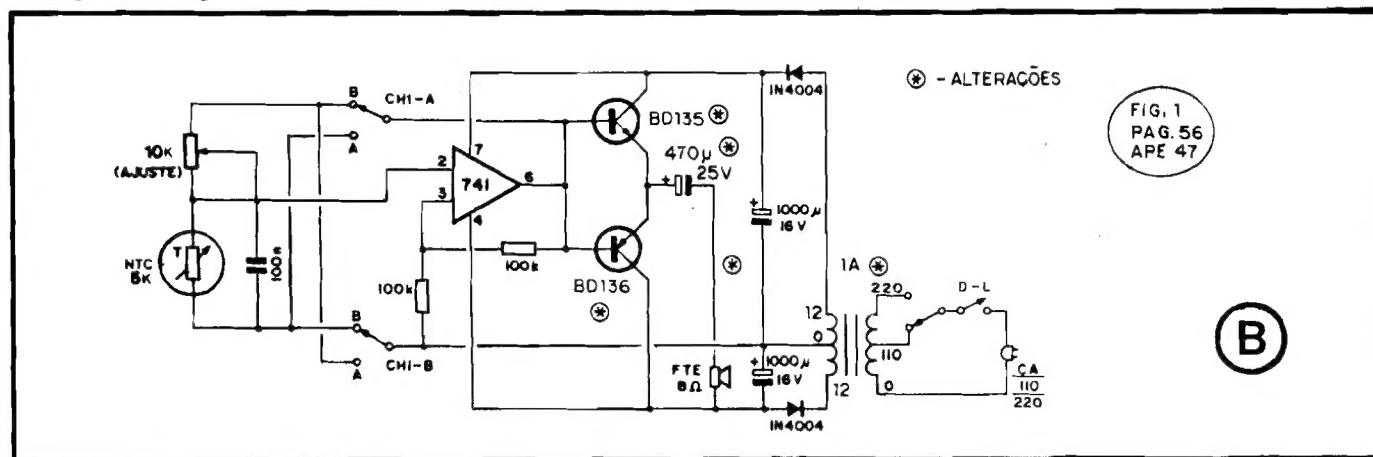 B
CH1-A
A
10K
(AJUSTE)
T
NTC
5K
100n
B
A
CH1-B
2
3
741
7
6
4
100k
100k
BD135 ⊛
470µ ⊛
+ 25V
BD136
⊛
⊛
FTE
8Ω
1N4004
+ 1000µ
16V
+ 1000µ
16V
1N4004
1A ⊛
12
0
12
220
110
0
D-L
CA
110
220
⊛ - ALTERAÇÕES
FIG. 1
PAG. 56
APE 47
B